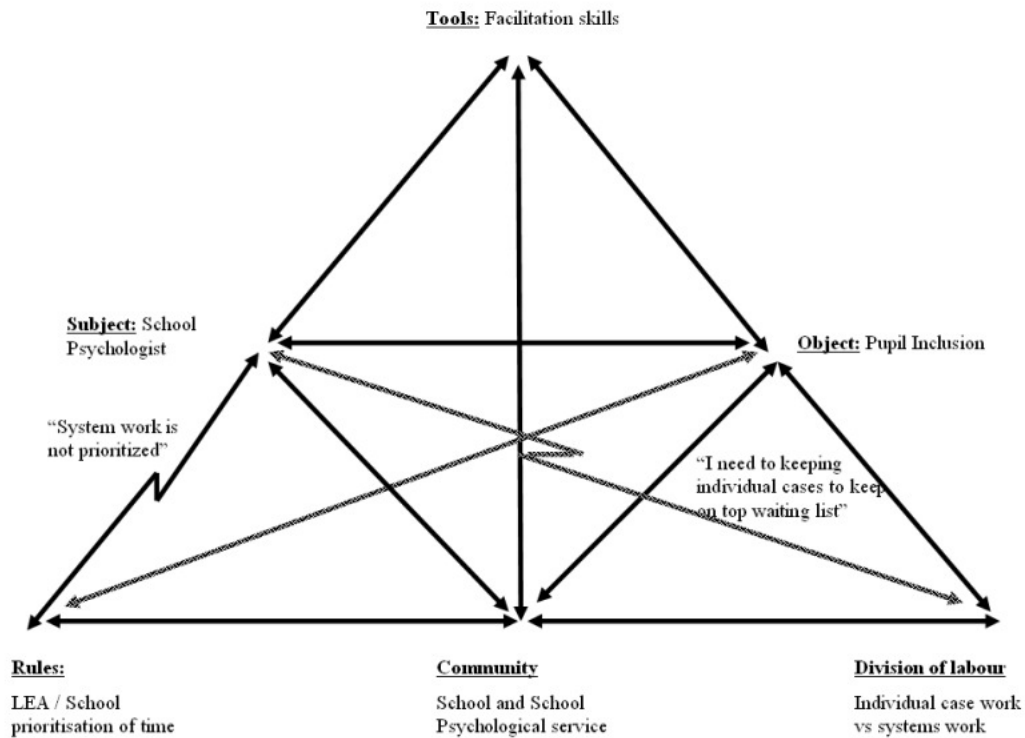 Tools: Facilitation skills
Subject: School
Psychologist
Object: Pupil Inclusion
“System work is
not prioritized”
“I need to keeping
individual cases to keep
on top waiting list”
Rules:
LEA / School
prioritisation of time
Community
School and School
Psychological service
Division of labour
Individual case work
vs systems work